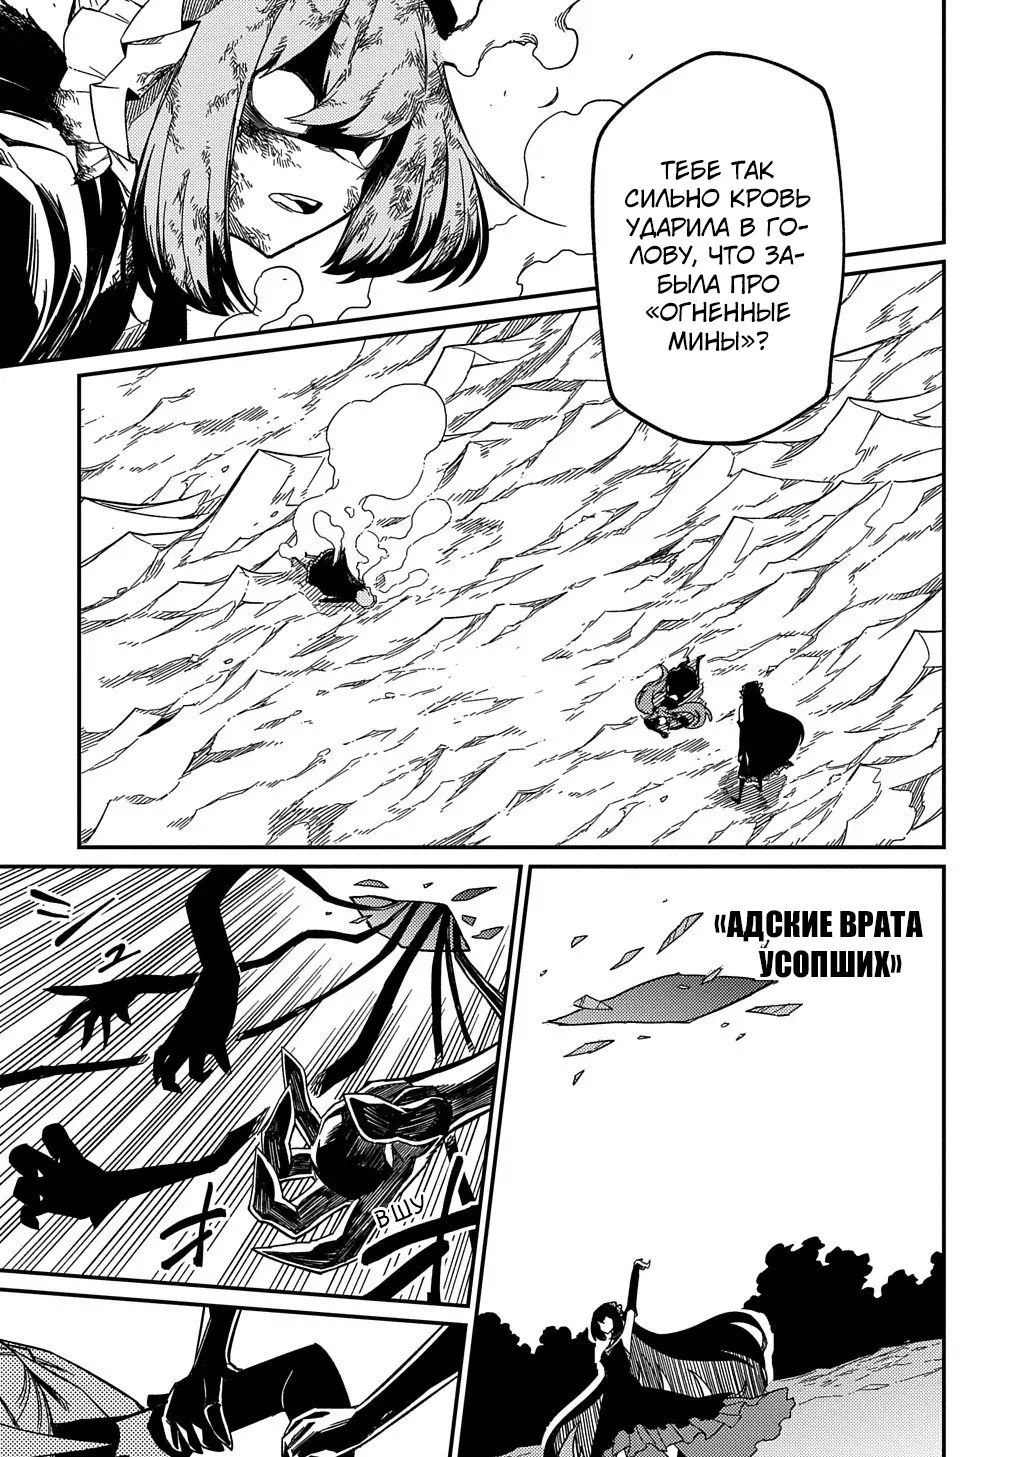 ТЕБЕ ТАК
СИЛЬНО КРОВЬ
УДАРИЛА В ГО-
ЛОВУ, ЧТО ЗА-
БЫЛА ПРО
«ОГНЕННЫЕ
МИНЫ»?
«АДСКИЕ ВРАТА
УСОПШИХ»
ВШУ